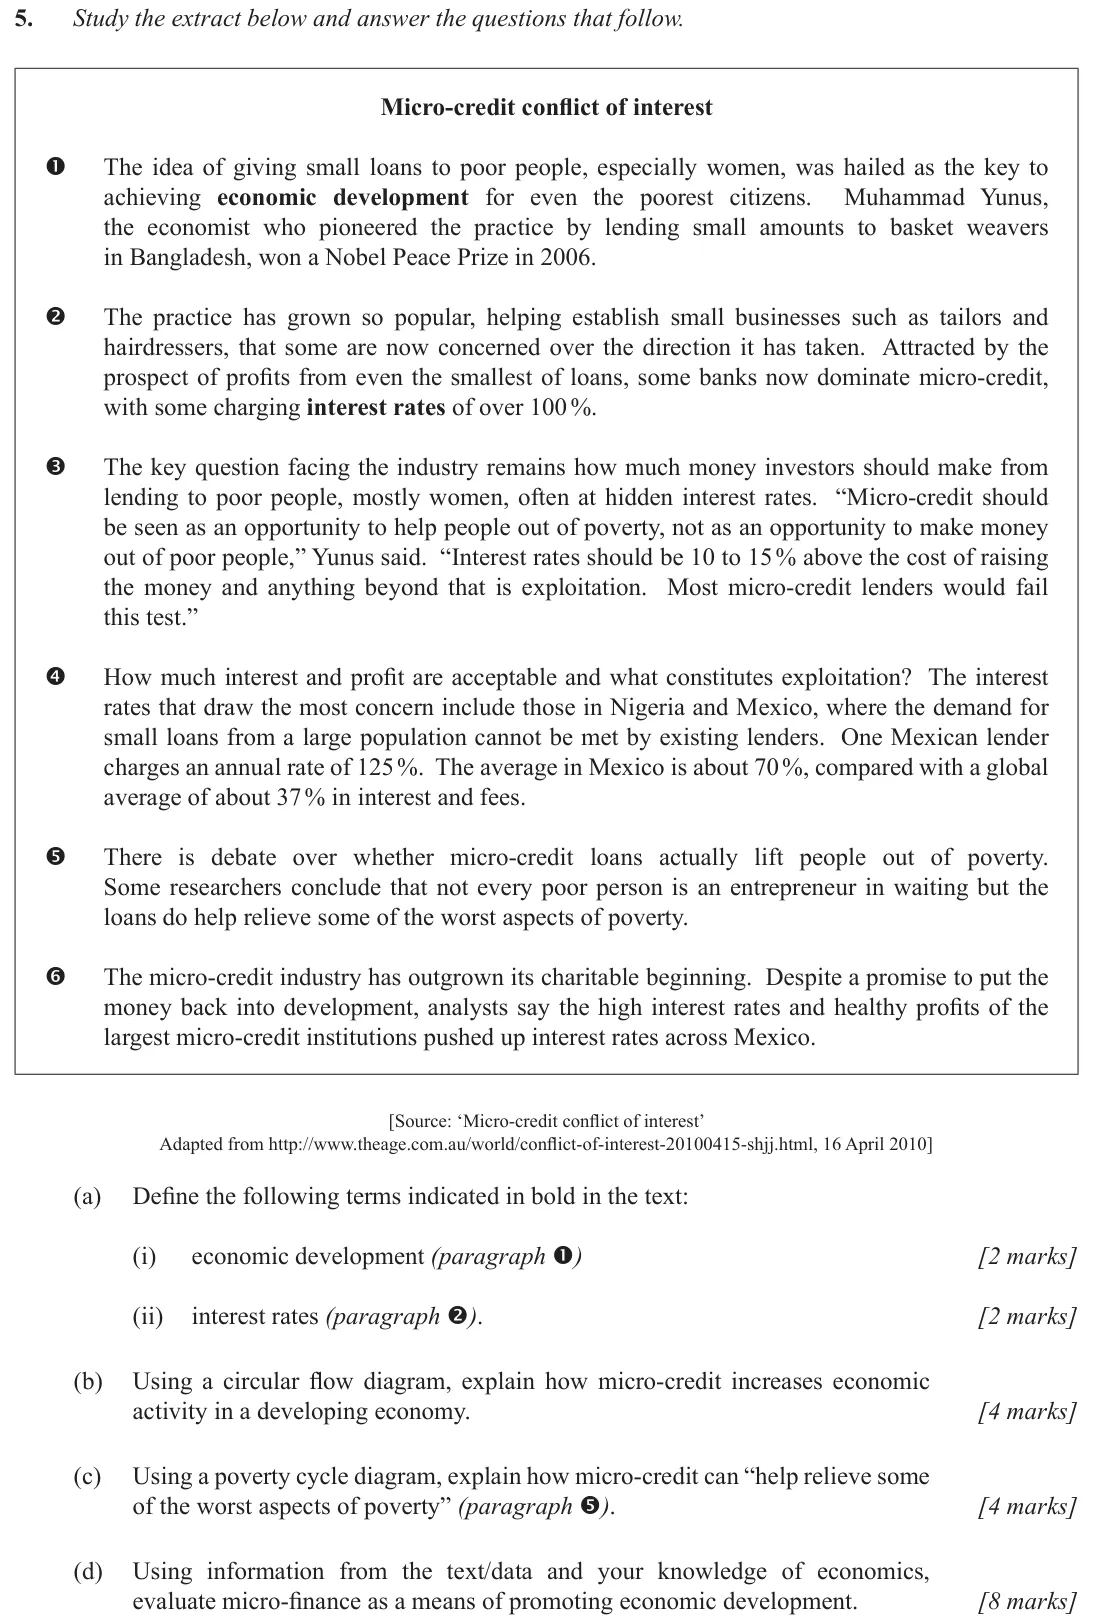 5. Study the extract below and answer the questions that follow.
Micro-credit conflict of interest
❶ The idea of giving small loans to poor people, especially women, was hailed as the key to
achieving economic development for even the poorest citizens. Muhammad Yunus,
the economist who pioneered the practice by lending small amounts to basket weavers
in Bangladesh, won a Nobel Peace Prize in 2006.
❷ The practice has grown so popular, helping establish small businesses such as tailors and
hairdressers, that some are now concerned over the direction it has taken. Attracted by the
prospect of profits from even the smallest of loans, some banks now dominate micro-credit,
with some charging interest rates of over 100 %.
❸ The key question facing the industry remains how much money investors should make from
lending to poor people, mostly women, often at hidden interest rates. “Micro-credit should
be seen as an opportunity to help people out of poverty, not as an opportunity to make money
out of poor people,” Yunus said. “Interest rates should be 10 to 15 % above the cost of raising
the money and anything beyond that is exploitation. Most micro-credit lenders would fail
this test.”
❹ How much interest and profit are acceptable and what constitutes exploitation? The interest
rates that draw the most concern include those in Nigeria and Mexico, where the demand for
small loans from a large population cannot be met by existing lenders. One Mexican lender
charges an annual rate of 125 %. The average in Mexico is about 70 %, compared with a global
average of about 37 % in interest and fees.
❺ There is debate over whether micro-credit loans actually lift people out of poverty.
Some researchers conclude that not every poor person is an entrepreneur in waiting but the
loans do help relieve some of the worst aspects of poverty.
❻ The micro-credit industry has outgrown its charitable beginning. Despite a promise to put the
money back into development, analysts say the high interest rates and healthy profits of the
largest micro-credit institutions pushed up interest rates across Mexico.
[Source: ‘Micro-credit conflict of interest’
Adapted from http://www.theage.com.au/world/conflict-of-interest-20100415-shjj.html, 16 April 2010]
(a) Define the following terms indicated in bold in the text:
(i) economic development (paragraph ❶) [2 marks]
(ii) interest rates (paragraph ❷). [2 marks]
(b) Using a circular flow diagram, explain how micro-credit increases economic
activity in a developing economy. [4 marks]
(c) Using a poverty cycle diagram, explain how micro-credit can “help relieve some
of the worst aspects of poverty” (paragraph ❺). [4 marks]
(d) Using information from the text/data and your knowledge of economics,
evaluate micro-finance as a means of promoting economic development. [8 marks]